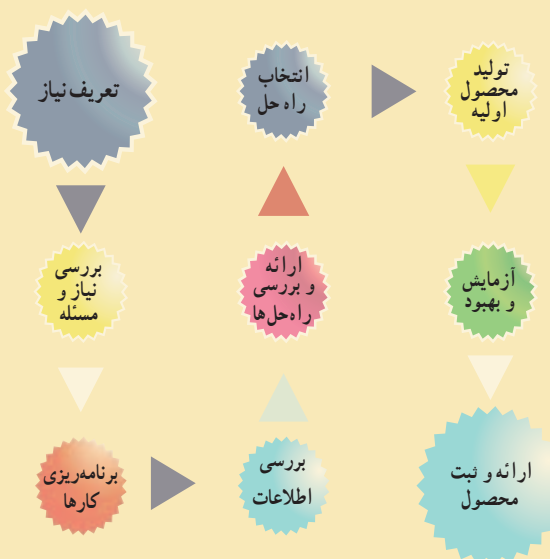 تعریف نیاز
بررسی
نیاز و
مسئله
برنامه‌ریزی
کارها
بررسی
اطلاعات
ارائه
و بررسی
راه‌حل‌ها
انتخاب
راه حل
تولید
محصول
اولیه
آزمایش
و بهبود
ارائه و ثبت
محصول